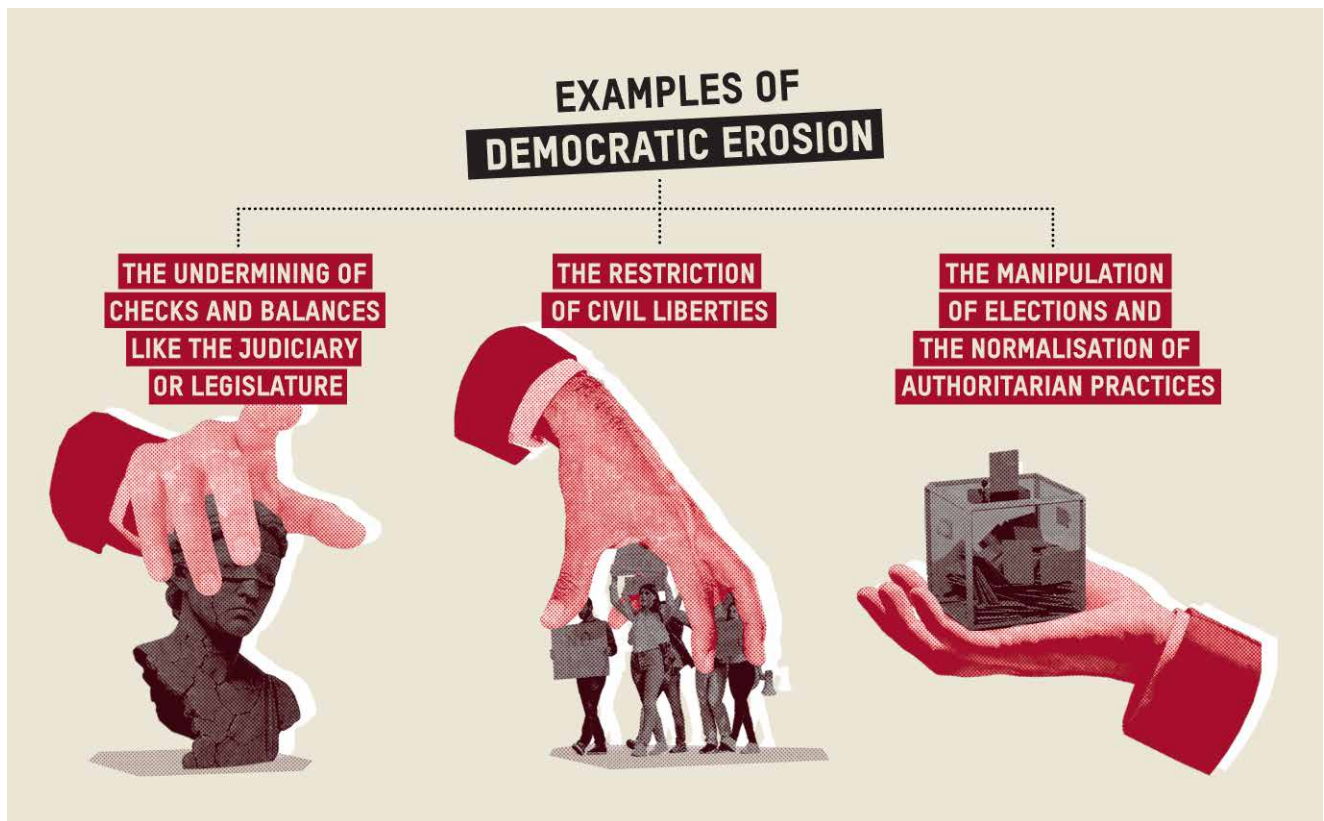 EXAMPLES OF
DEMOCRATIC EROSION
THE UNDERMINING OF
CHECKS AND BALANCES
LIKE THE JUDICIARY
OR LEGISLATURE
THE RESTRICTION
OF CIVIL LIBERTIES
THE MANIPULATION
OF ELECTIONS AND
THE NORMALISATION OF
AUTHORITARIAN PRACTICES